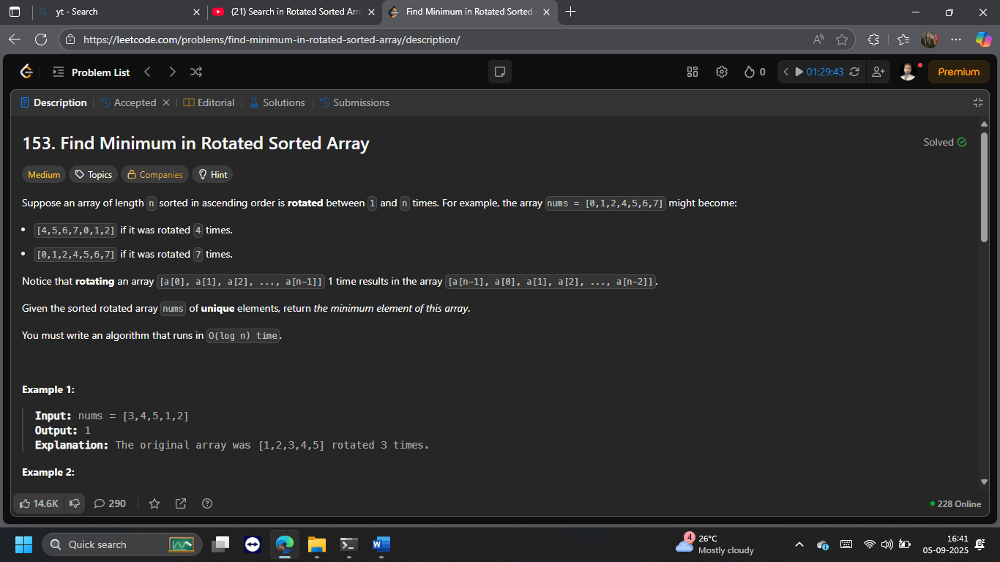 yt - Search
(21) Search in Rotated Sorted Arra
Find Minimum in Rotated Sorted
https://leetcode.com/problems/find-minimum-in-rotated-sorted-array/description/
Problem List
0
01:29:43
Premium
Description
Accepted
Editorial
Solutions
Submissions
153. Find Minimum in Rotated Sorted Array
Solved
Medium
Topics
Companies
Hint
Suppose an array of length n sorted in ascending order is rotated between 1 and n times. For example, the array nums = [0,1,2,4,5,6,7] might become:
• [4,5,6,7,0,1,2] if it was rotated 4 times.
• [0,1,2,4,5,6,7] if it was rotated 7 times.
Notice that rotating an array [a[0], a[1], a[2], ..., a[n-1]] 1 time results in the array [a[n-1], a[0], a[1], a[2], ..., a[n-2]].
Given the sorted rotated array nums of unique elements, return the minimum element of this array.
You must write an algorithm that runs in O(log n) time.
Example 1:
Input: nums = [3,4,5,1,2]
Output: 1
Explanation: The original array was [1,2,3,4,5] rotated 3 times.
Example 2:
14.6K
290
228 Online
Quick search
4
26°C
Mostly cloudy
16:41
05-09-2025